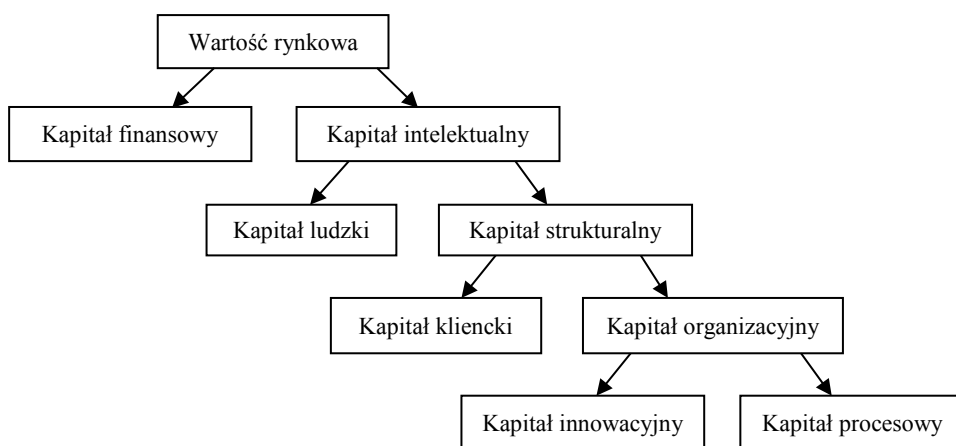 Wartość rynkowa
Kapitał finansowy
Kapitał intelektualny
Kapitał ludzki
Kapitał strukturalny
Kapitał kliencki
Kapitał organizacyjny
Kapitał innowacyjny
Kapitał procesowy